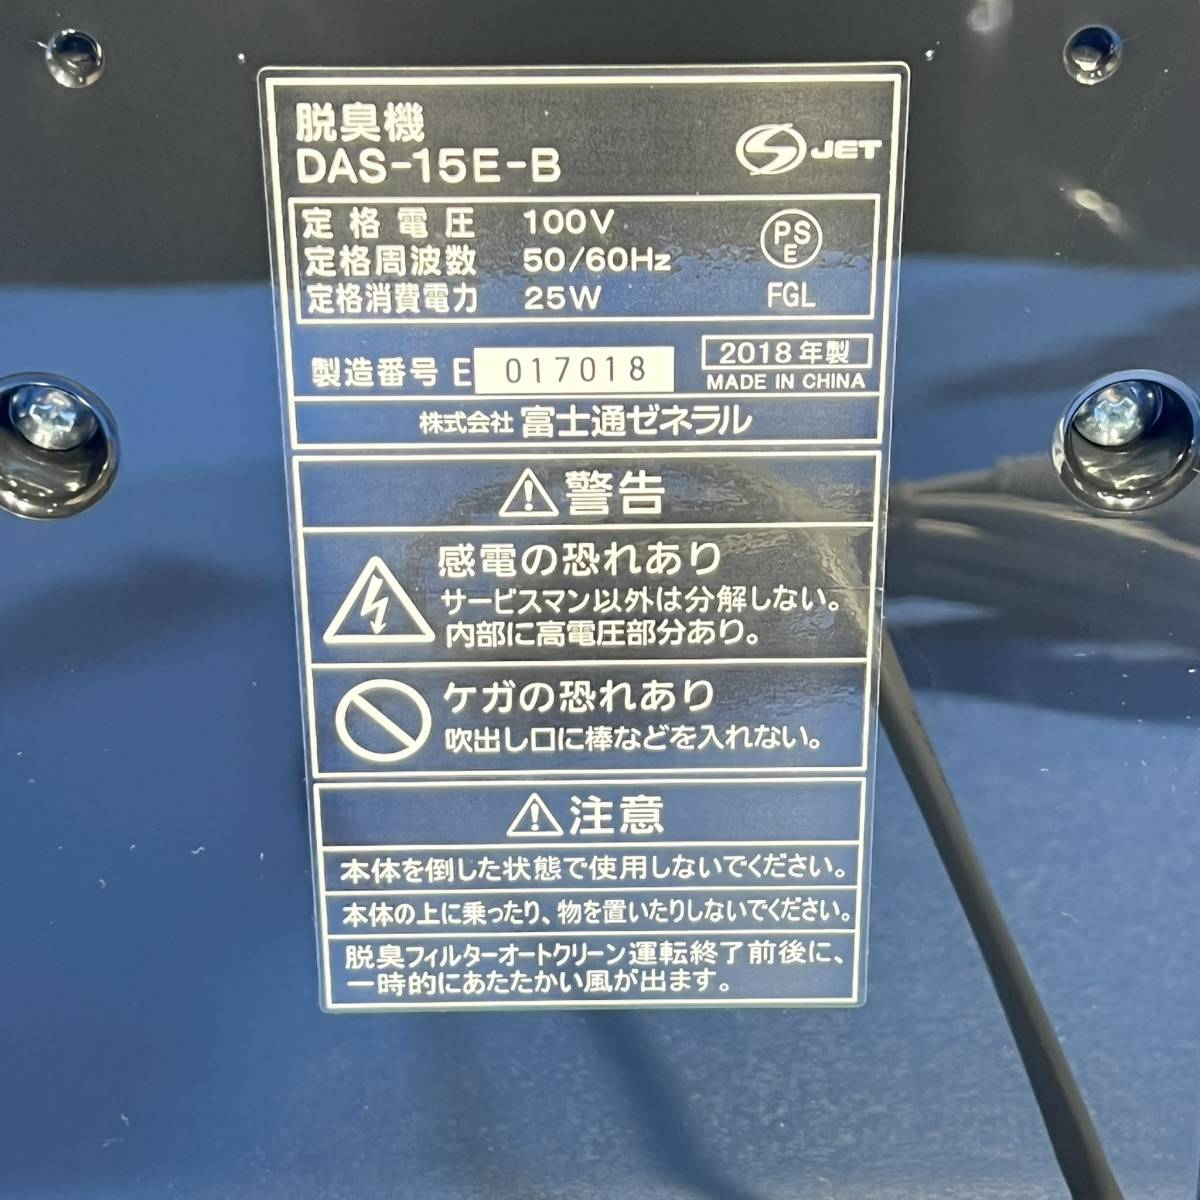 脱臭機
DAS-15E-B
S JET
定格電圧 100V
定格周波数 50/60Hz
定格消費電力 25W
PS
E
FGL
製造番号 E 017018
2018年製
MADE IN CHINA
株式会社 富士通ゼネラル
警告
感電の恐れあり
サービスマン以外は分解しない。
内部に高電圧部分あり。
ケガの恐れあり
吹出し口に棒などを入れない。
注意
本体を倒した状態で使用しないでください。
本体の上に乗ったり、物を置いたりしないでください。
脱臭フィルターオートクリーン運転終了前後に、
一時的にあたたかい風が出ます。